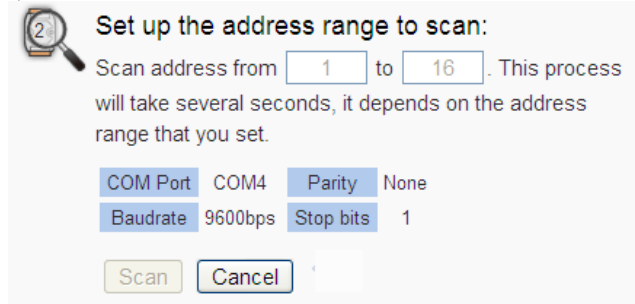 2
Set up the address range to scan:
Scan address from 1 to 16 . This process
will take several seconds, it depends on the address
range that you set.
COM Port COM4 Parity None
Baudrate 9600bps Stop bits 1
Scan Cancel